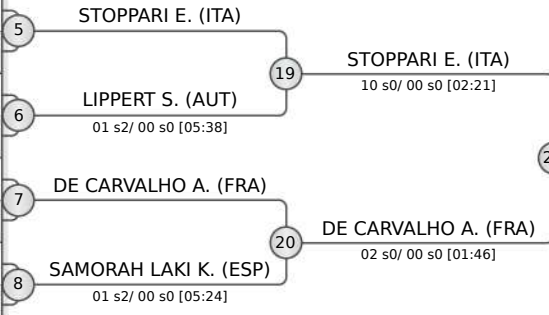 STOPPARI E. (ITA)
5
19
STOPPARI E. (ITA)
10 s0/ 00 s0 [02:21]
LIPPERT S. (AUT)
6
01 s2/ 00 s0 [05:38]
DE CARVALHO A. (FRA)
7
20
DE CARVALHO A. (FRA)
02 s0/ 00 s0 [01:46]
SAMORAH LAKI K. (ESP)
8
01 s2/ 00 s0 [05:24]